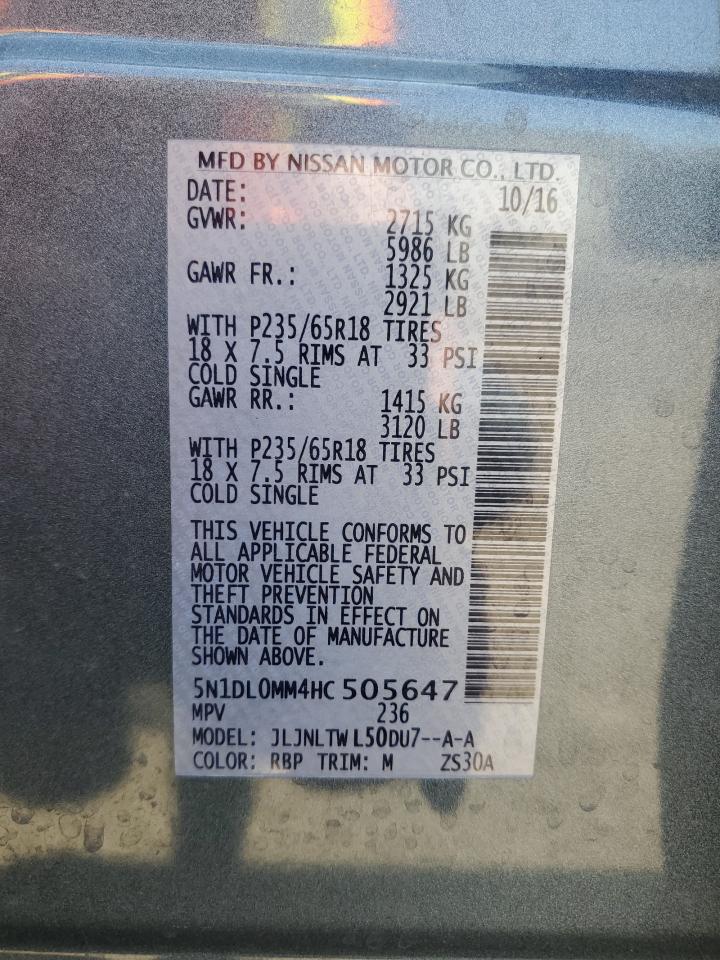 MFD BY NISSAN MOTOR CO., LTD.
DATE: 10/16
GVWR: 2715 KG
5986 LB
GAWR FR.: 1325 KG
2921 LB
WITH P235/65R18 TIRES
18 X 7.5 RIMS AT 33 PSI
COLD SINGLE
GAWR RR.: 1415 KG
3120 LB
WITH P235/65R18 TIRES
18 X 7.5 RIMS AT 33 PSI
COLD SINGLE
THIS VEHICLE CONFORMS TO
ALL APPLICABLE FEDERAL
MOTOR VEHICLE SAFETY AND
THEFT PREVENTION
STANDARDS IN EFFECT ON
THE DATE OF MANUFACTURE
SHOWN ABOVE.
5N1DL0MM4HC 505647
MPV 236
MODEL: JLJNLTWL50DU7--A-A
COLOR: RBP TRIM: M ZS30A